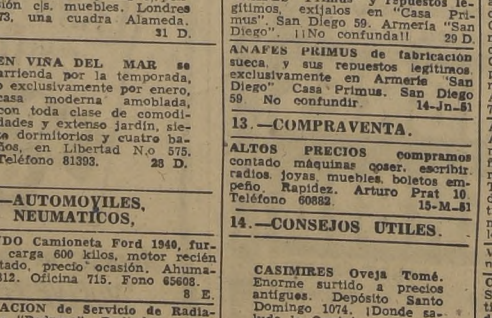 ión c|s. muebles. Londres
73, una cuadra Alameda.
31 D.
EN VIÑA DEL MAR se
arrienda por la temporada,
o exclusivamente por enero,
casa moderna amoblada,
con toda clase de comodi-
dades y extenso jardín, sie-
te dormitorios y cuatro ba-
ños, en Libertad N.o 575.
Teléfono 81393. 28 D.
—AUTOMOVILES,
NEUMATICOS,
NDO Camioneta Ford 1940, fur-
carga 600 kilos, motor recién
tado, precio ocasión. Ahuma-
312. Oficina 715. Fono 65608.
8 E.
ACION de Servicio de Radia-
gítimos, exíjalos en "Casa Pri-
mus". San Diego 59. Armería "San
Diego". ¡¡No confunda!! 29 D.
ANAFES PRIMUS de fabricación
sueca, y sus repuestos legítimos,
exclusivamente en Armería "San
Diego" Casa Primus. San Diego
59. No confundir. 14-Jn-51
13.—COMPRAVENTA.
ALTOS PRECIOS compramos
contado máquinas coser, escribir,
radios, joyas, muebles, boletos em-
peño. Rapidez. Arturo Prat 10.
Teléfono 60882. 15-M-51
14.—CONSEJOS UTILES.
CASIMIRES Oveja Tomé.
Enorme surtido a precios
antiguos. Depósito Santo
Domingo 1074. ¡Donde sa-